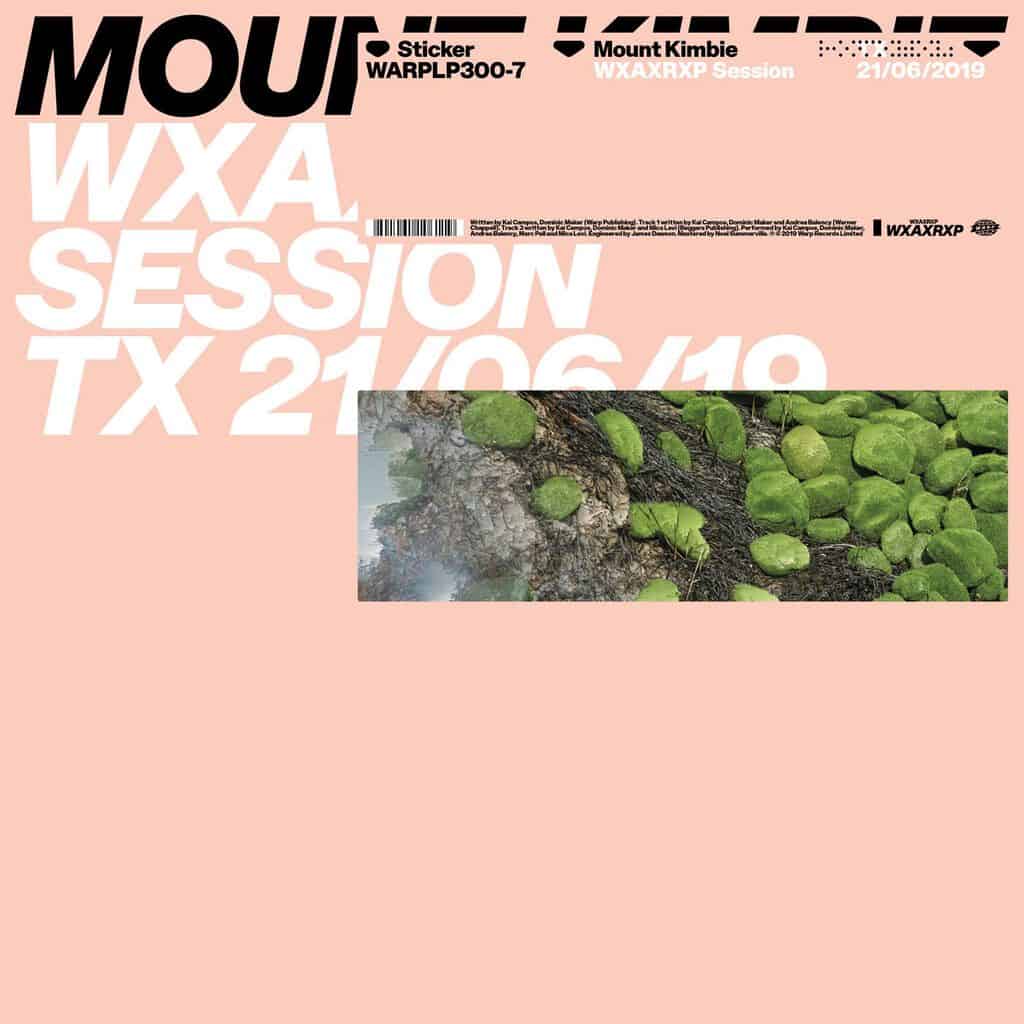 MOUNT KIMBIE
Sticker
WARPLP300-7
Mount Kimbie
WXAXRXP Session
TX
21/06/2019
WXA
SESSION
TX 21/06/19
Written by Kai Campos, Dominic Maker (Warp Publishing). Track 1 written by Kai Campos, Dominic Maker and Andrea Balency (Warner
Chappell). Track 2 written by Kai Campos, Dominic Maker and Mica Levi (Beggars Publishing). Performed by Kai Campos, Dominic Maker,
Andrea Balency, Marc Pell and Mica Levi. Engineered by James Dawson. Mastered by Noel Summerville. ℗ © 2019 Warp Records Limited
WXAXRXP
WXAXRXP